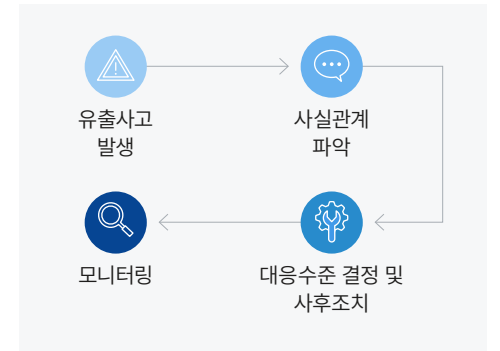 유출사고
발생
사실관계
파악
대응수준 결정 및
사후조치
모니터링